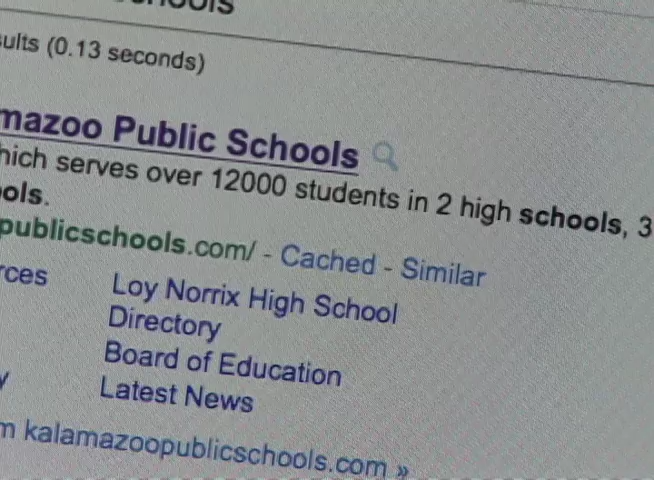 schools
ults (0.13 seconds)
mazoo Public Schools
hich serves over 12000 students in 2 high schools, 3
ols.
publicschools.com/ - Cached - Similar
rces Loy Norrix High School
Directory
Board of Education
y Latest News
m kalamazoopublicschools.com »